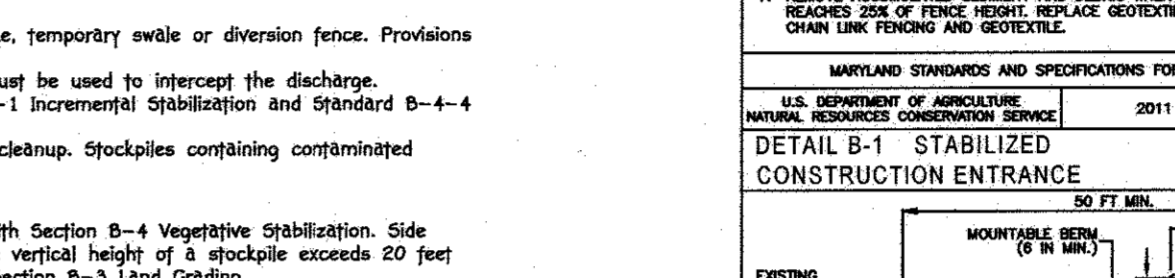 e, temporary swale or diversion fence. Provisions
ust be used to intercept the discharge.
-1 Incremental Stabilization and Standard B-4-4
cleanup. Stockpiles containing contaminated
th Section B-4 Vegetative Stabilization. Side
vertical height of a stockpile exceeds 20 feet
ection B-3 Land Grading.
REACHES 25% OF FENCE HEIGHT. REPLACE GEOTEXTI
CHAIN LINK FENCING AND GEOTEXTILE.
MARYLAND STANDARDS AND SPECIFICATIONS FO
U.S. DEPARTMENT OF AGRICULTURE
NATURAL RESOURCES CONSERVATION SERVICE
2011
DETAIL B-1 STABILIZED
CONSTRUCTION ENTRANCE
50 FT MIN.
MOUNTABLE BERM
(6 IN MIN.)
EXISTING